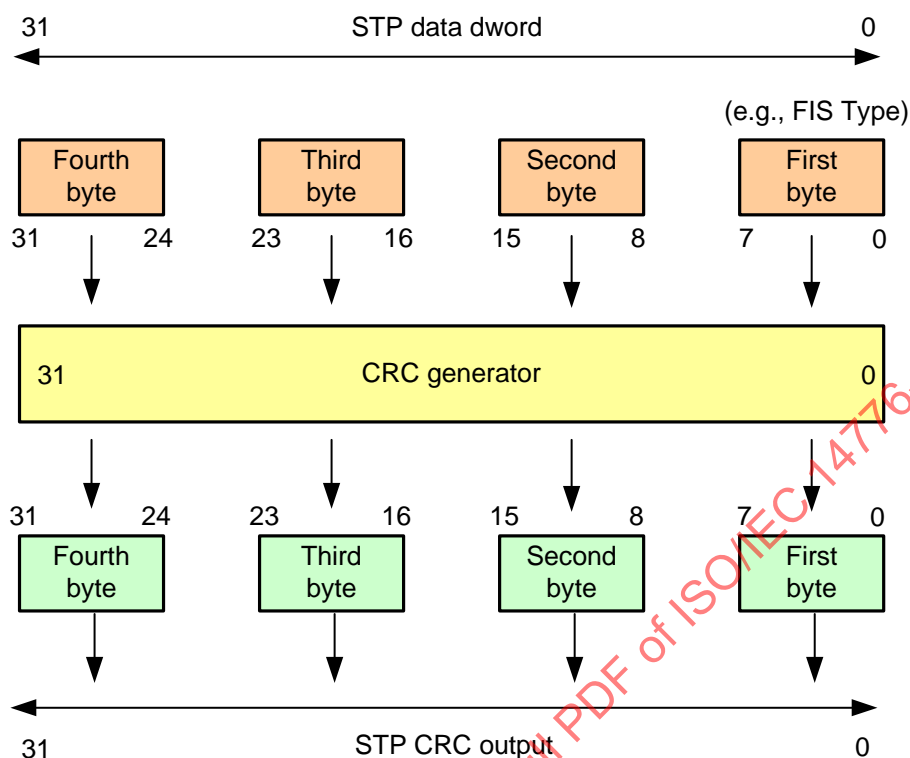 31 STP data dword 0
(e.g., FIS Type)
Fourth byte Third byte Second byte First byte
31 24 23 16 15 8 7 0
31 CRC generator 0
31 24 23 16 15 8 7 0
Fourth byte Third byte Second byte First byte
31 STP CRC output 0
PDF of ISO/IEC 14776